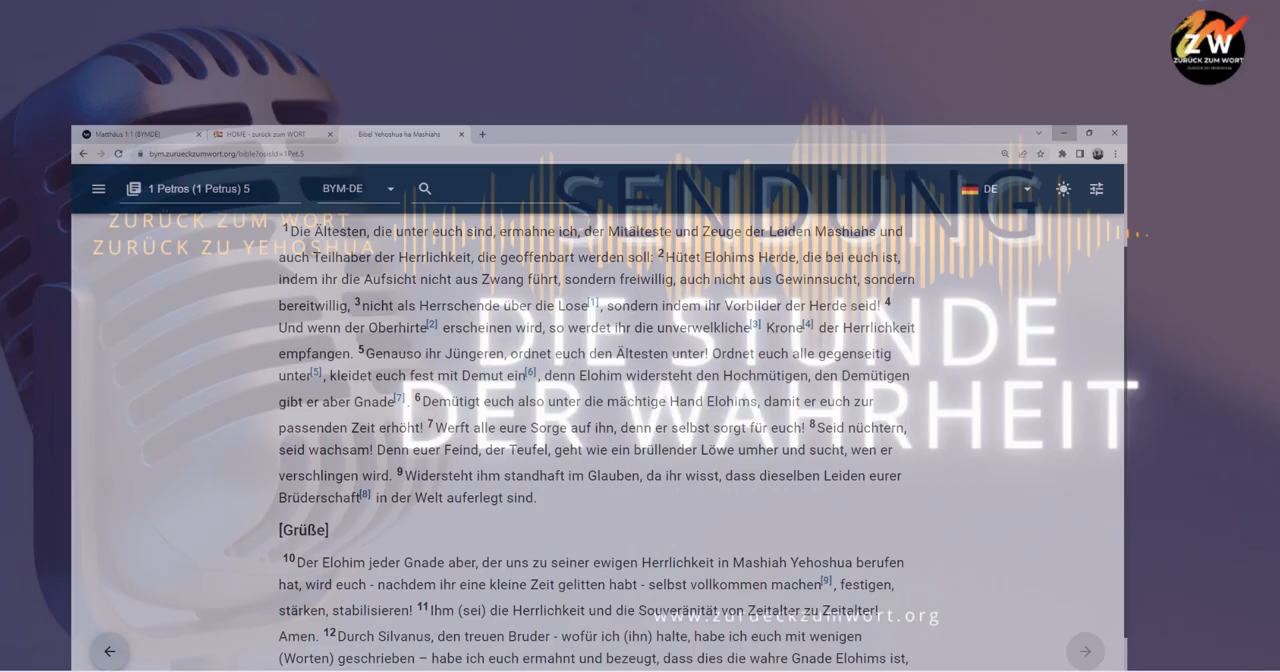 ZW
ZURÜCK ZUM WORT
ZURÜCK ZU YEHOSHUA
Matthäus 1:1 (BYMDE)
HOME - zurück zum WORT
Bibel Yehoshua ha Mashiahs
bym.zurueckzumwort.org/bible?osisId=1Pet.5
1 Petros (1 Petrus) 5
BYM-DE
DE
SENDUNG
ZURÜCK ZUM WORT
ZURÜCK ZU YEHOSHUA
DIE STUNDE
DER WAHRHEIT
1 Die Ältesten, die unter euch sind, ermahne ich, der Mitälteste und Zeuge der Leiden Mashiahs und
auch Teilhaber der Herrlichkeit, die geoffenbart werden soll: 2 Hütet Elohims Herde, die bei euch ist,
indem ihr die Aufsicht nicht aus Zwang führt, sondern freiwillig, auch nicht aus Gewinnsucht, sondern
bereitwillig, 3 nicht als Herrschende über die Lose[1], sondern indem ihr Vorbilder der Herde seid! 4
Und wenn der Oberhirte[2] erscheinen wird, so werdet ihr die unverwelkliche[3] Krone[4] der Herrlichkeit
empfangen. 5 Genauso ihr Jüngeren, ordnet euch den Ältesten unter! Ordnet euch alle gegenseitig
unter[5], kleidet euch fest mit Demut ein[6], denn Elohim widersteht den Hochmütigen, den Demütigen
gibt er aber Gnade[7]. 6 Demütigt euch also unter die mächtige Hand Elohims, damit er euch zur
passenden Zeit erhöht! 7 Werft alle eure Sorge auf ihn, denn er selbst sorgt für euch! 8 Seid nüchtern,
seid wachsam! Denn euer Feind, der Teufel, geht wie ein brüllender Löwe umher und sucht, wen er
verschlingen wird. 9 Widersteht ihm standhaft im Glauben, da ihr wisst, dass dieselben Leiden eurer
Brüderschaft[8] in der Welt auferlegt sind.
[Grüße]
10 Der Elohim jeder Gnade aber, der uns zu seiner ewigen Herrlichkeit in Mashiah Yehoshua berufen
hat, wird euch - nachdem ihr eine kleine Zeit gelitten habt - selbst vollkommen machen[9], festigen,
stärken, stabilisieren! 11 Ihm (sei) die Herrlichkeit und die Souveränität von Zeitalter zu Zeitalter!
www.zurueckzumwort.org
Amen. 12 Durch Silvanus, den treuen Bruder - wofür ich (ihn) halte, habe ich euch mit wenigen
(Worten) geschrieben – habe ich euch ermahnt und bezeugt, dass dies die wahre Gnade Elohims ist,